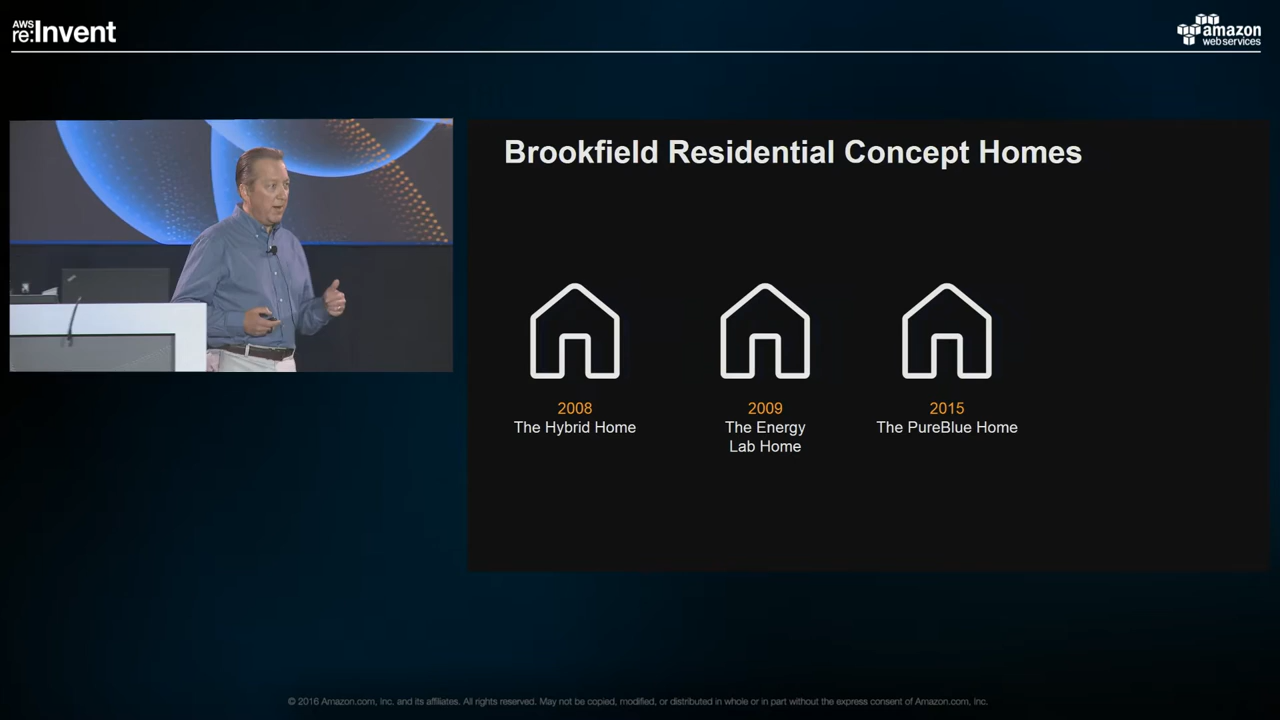 AWS
re:Invent
amazon
webservices
Brookfield Residential Concept Homes
2008
The Hybrid Home
2009
The Energy
Lab Home
2015
The PureBlue Home
© 2016 Amazon.com, Inc. and its affiliates. All rights reserved. May not be copied, modified, or distributed in whole or in part without the express consent of Amazon.com, Inc.